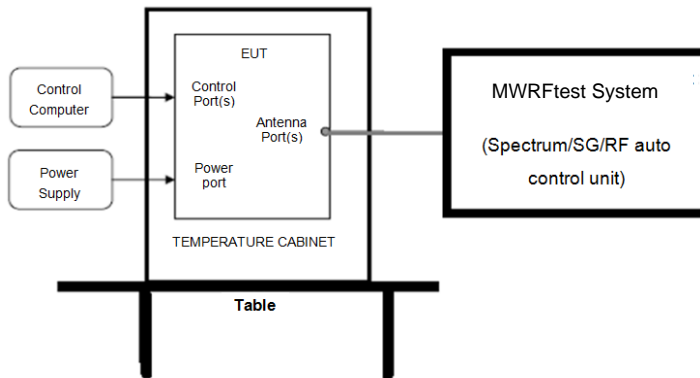 EUT
Control
Computer
Control
Port(s)
Antenna
Port(s)
Power
Supply
Power
port
TEMPERATURE CABINET
Table
MWRFtest System
(Spectrum/SG/RF auto
control unit)